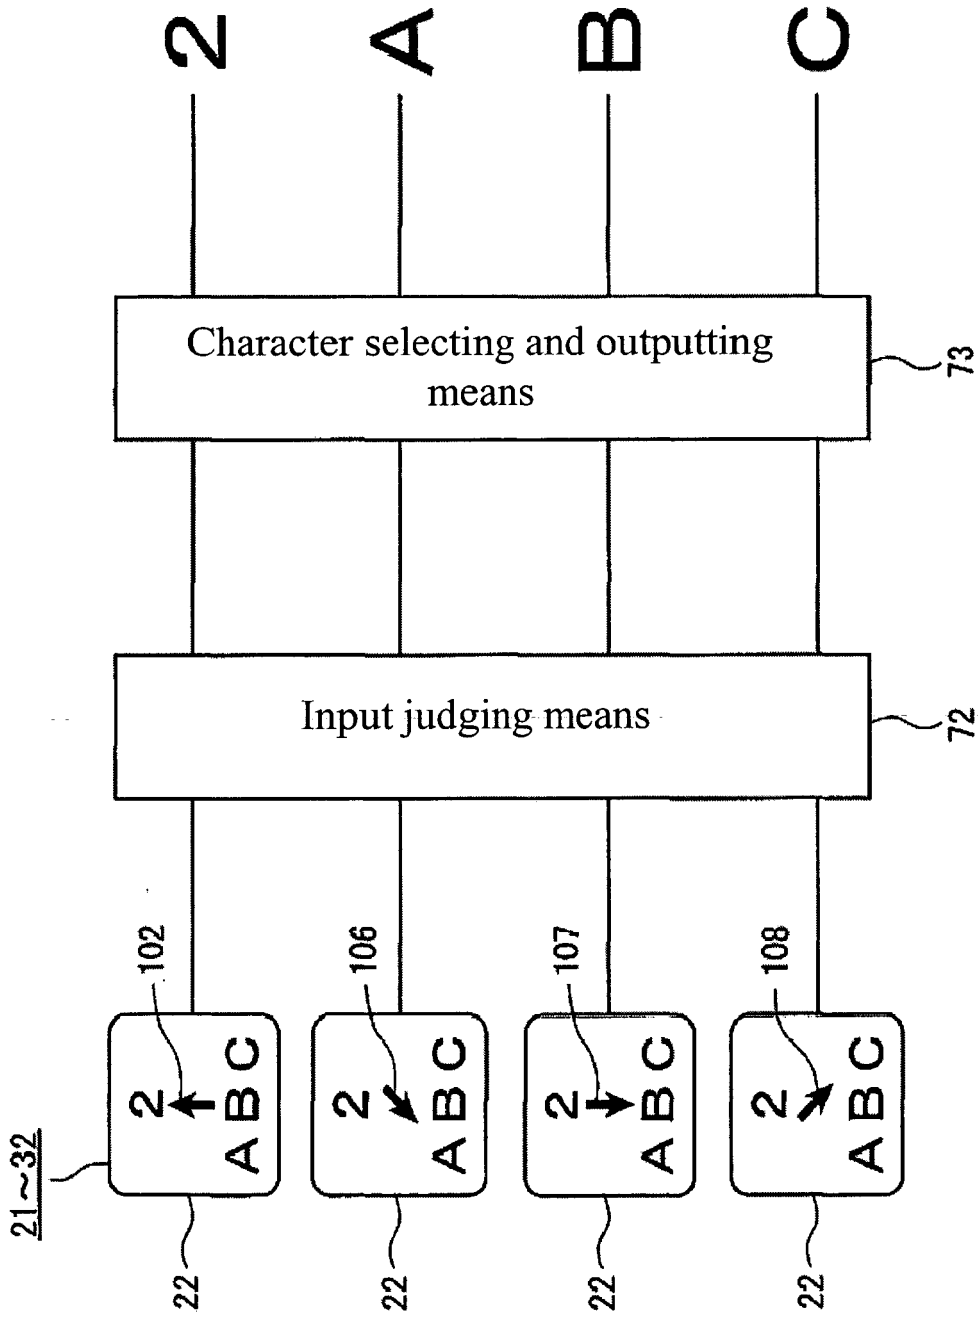 2
A
B
C
Character selecting and outputting
means
73
Input judging means
72
102
106
107
108
2
A B C
2
A B C
2
A B C
2
A B C
21~32
22
22
22
22